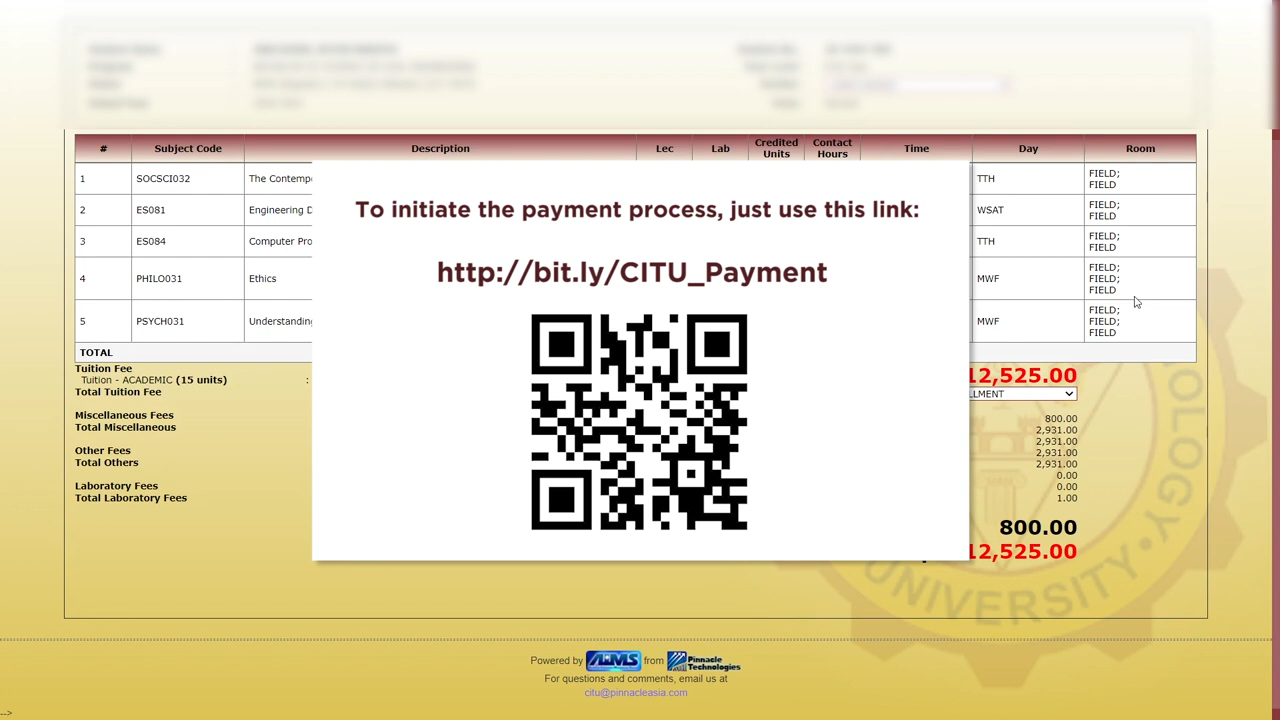 # Subject Code Description Lec Lab Credited Units Contact Hours Time Day Room
1 SOCSCI032 The Contemp TTH FIELD;
FIELD
2 ES081 Engineering D WSAT FIELD;
FIELD
3 ES084 Computer Pro TTH FIELD;
FIELD
4 PHILO031 Ethics MWF FIELD;
FIELD;
FIELD
5 PSYCH031 Understanding MWF FIELD;
FIELD;
FIELD
TOTAL
To initiate the payment process, just use this link:
http://bit.ly/CITU_Payment
Tuition Fee
Tuition - ACADEMIC (15 units) :
Total Tuition Fee
Miscellaneous Fees
Total Miscellaneous
Other Fees
Total Others
Laboratory Fees
Total Laboratory Fees
12,525.00
LLMENT
800.00
2,931.00
2,931.00
2,931.00
2,931.00
0.00
0.00
1.00
800.00
12,525.00
OLOGY
UNIVERSITY
Powered by AIMS from Pinnacle Technologies
For questions and comments, email us at
citu@pinnacleasia.com
-->